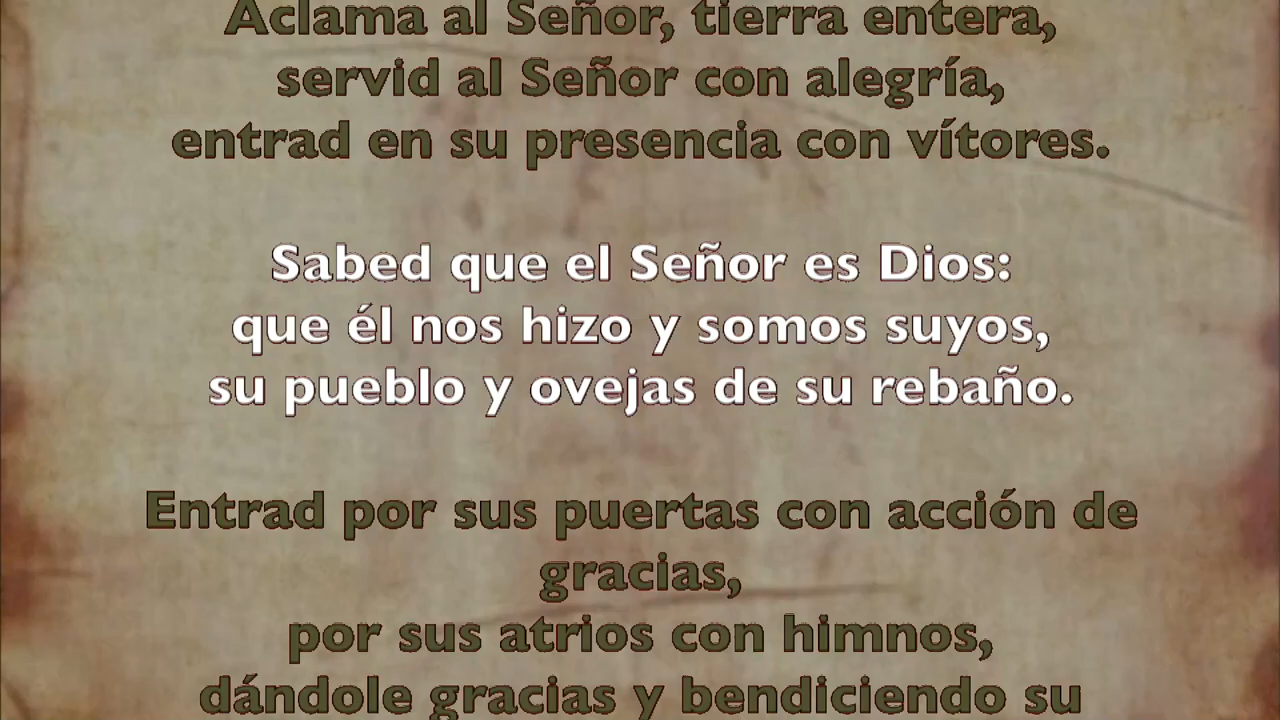 Aclama al Señor, tierra entera,
servid al Señor con alegría,
entrad en su presencia con vítores.
Sabed que el Señor es Dios:
que él nos hizo y somos suyos,
su pueblo y ovejas de su rebaño.
Entrad por sus puertas con acción de
gracias,
por sus atrios con himnos,
dándole gracias y bendiciendo su